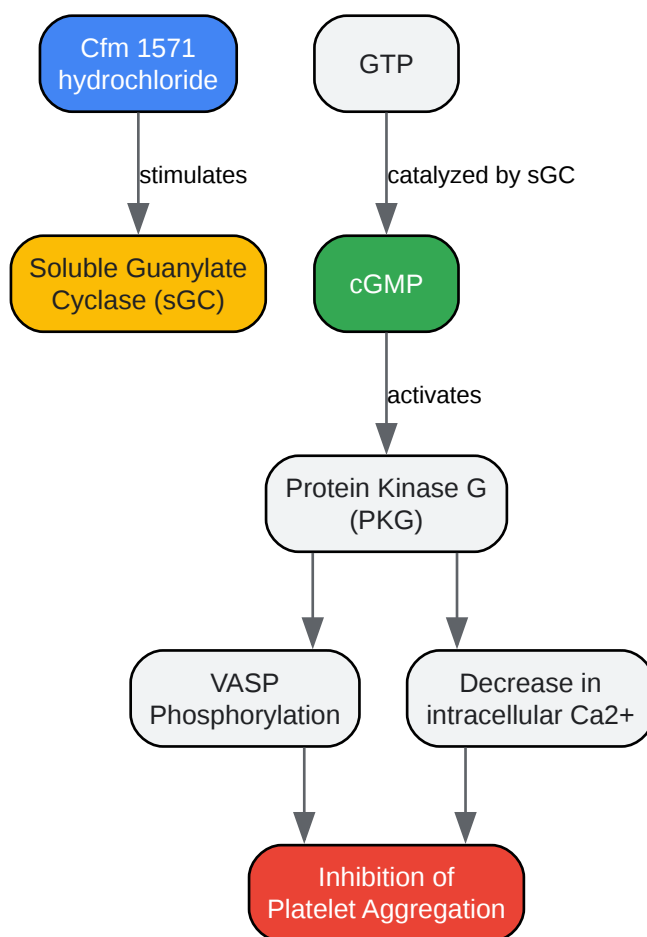 Cfm 1571
hydrochloride
GTP
stimulates
catalyzed by sGC
Soluble Guanylate
Cyclase (sGC)
cGMP
activates
Protein Kinase G
(PKG)
VASP
Phosphorylation
Decrease in
intracellular Ca2+
Inhibition of
Platelet Aggregation